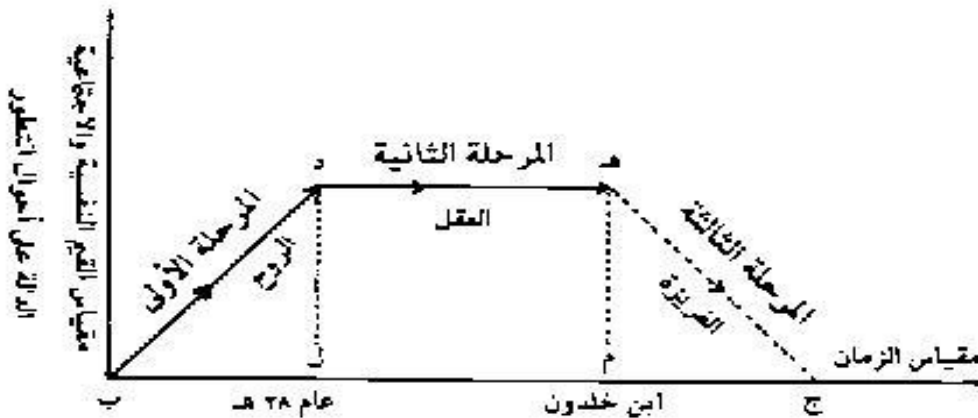 مقياس القيم النفسية والاجتماعية
الدالة على أحوال التطور
المرحلة الأولى
الروح
د
المرحلة الثانية
العقل
هـ
المرحلة الثالثة
الغريزة
ل
م
مقياس الزمان
ب
عام ٣٨ هـ
ابن خلدون
ج